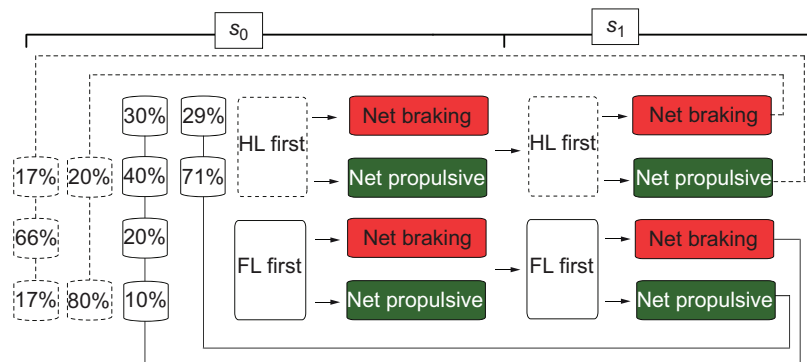 s0 s1
30% 29% Net braking Net braking
HL first HL first
17% 20% 40% 71% Net propulsive Net propulsive
66% 20% Net braking Net braking
FL first FL first
17% 80% 10% Net propulsive Net propulsive